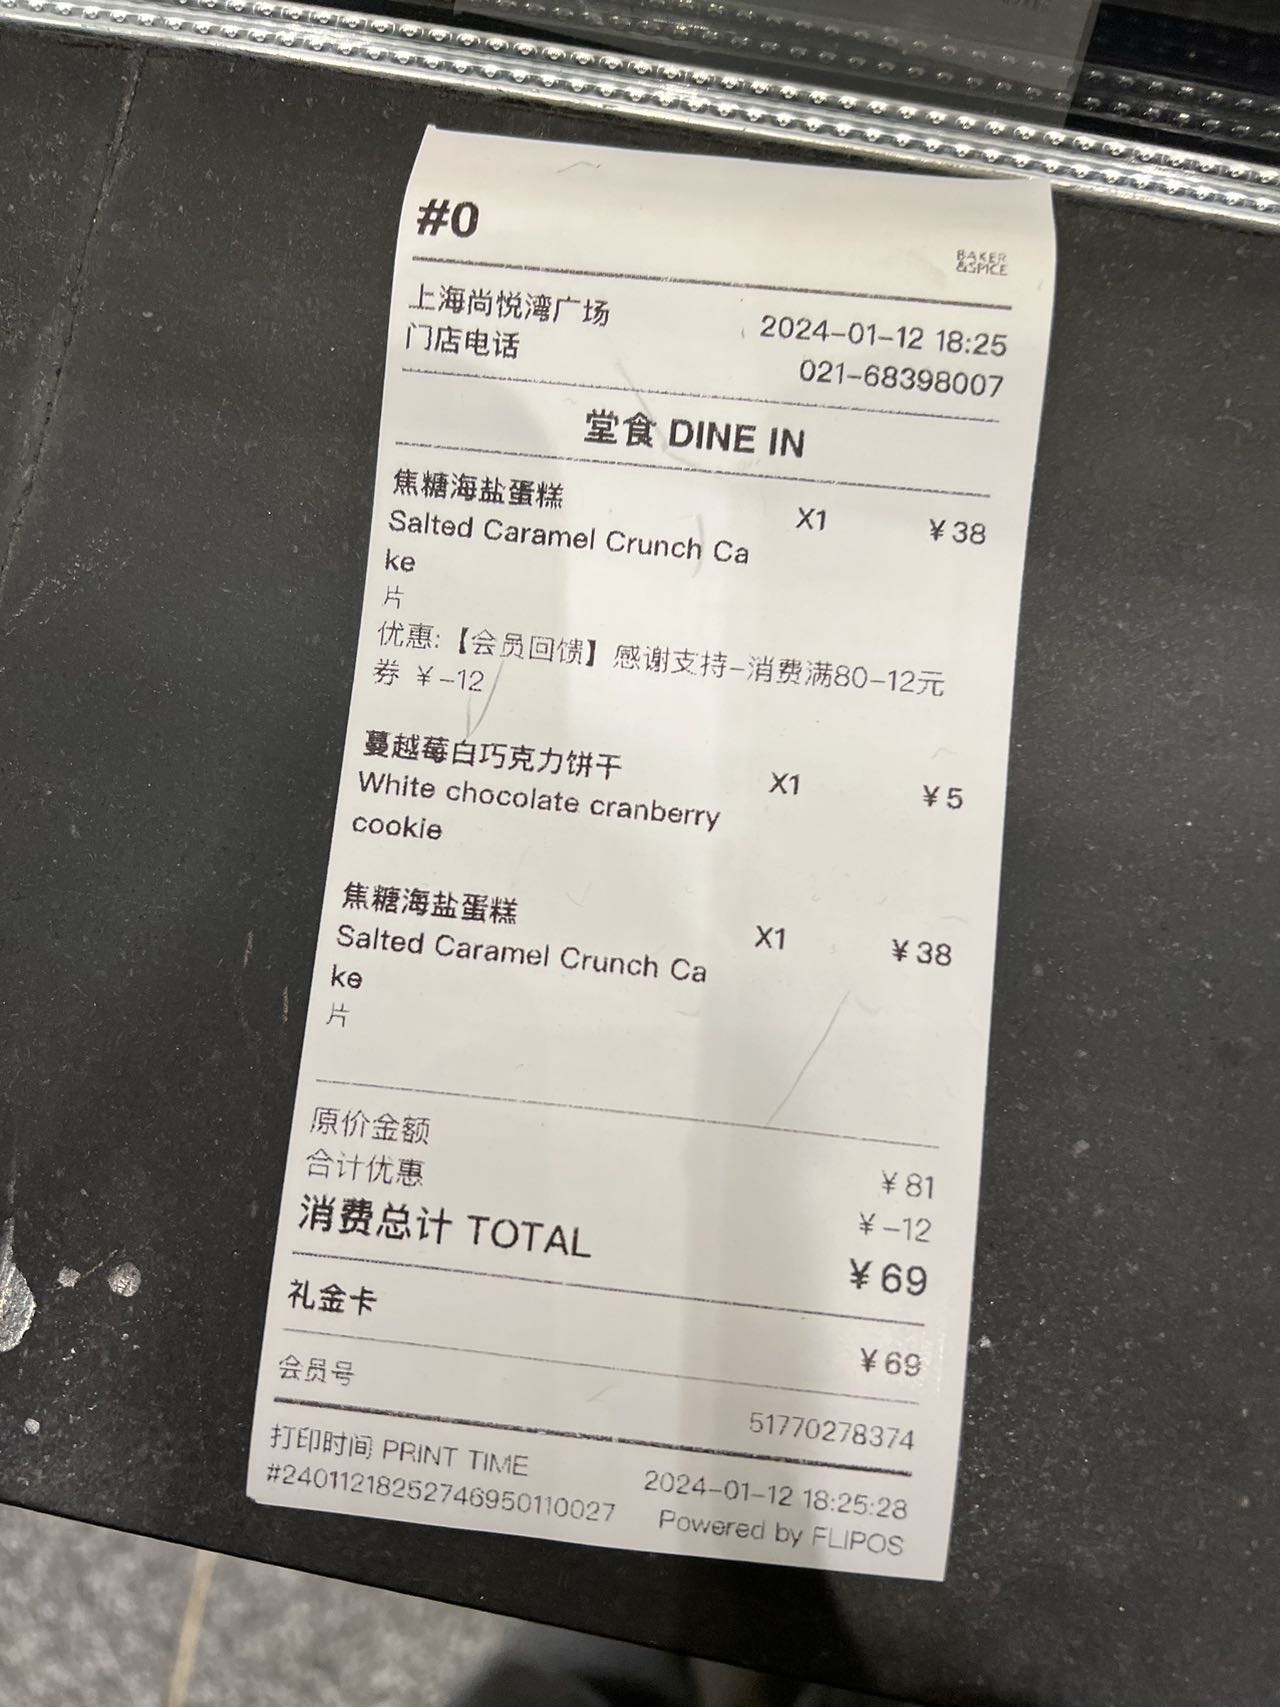 #0
BAKER
&SPICE
上海尚悦湾广场 2024-01-12 18:25
门店电话 021-68398007
堂食 DINE IN
焦糖海盐蛋糕 X1 ¥38
Salted Caramel Crunch Ca
ke
片
优惠:【会员回馈】感谢支持-消费满80-12元
券 ¥-12
蔓越莓白巧克力饼干 X1 ¥5
White chocolate cranberry
cookie
焦糖海盐蛋糕 X1 ¥38
Salted Caramel Crunch Ca
ke
片
原价金额 ¥81
合计优惠 ¥-12
消费总计 TOTAL ¥69
礼金卡 ¥69
会员号 51770278374
打印时间 PRINT TIME 2024-01-12 18:25:28
#240112182527469501​10027 Powered by FLIPOS